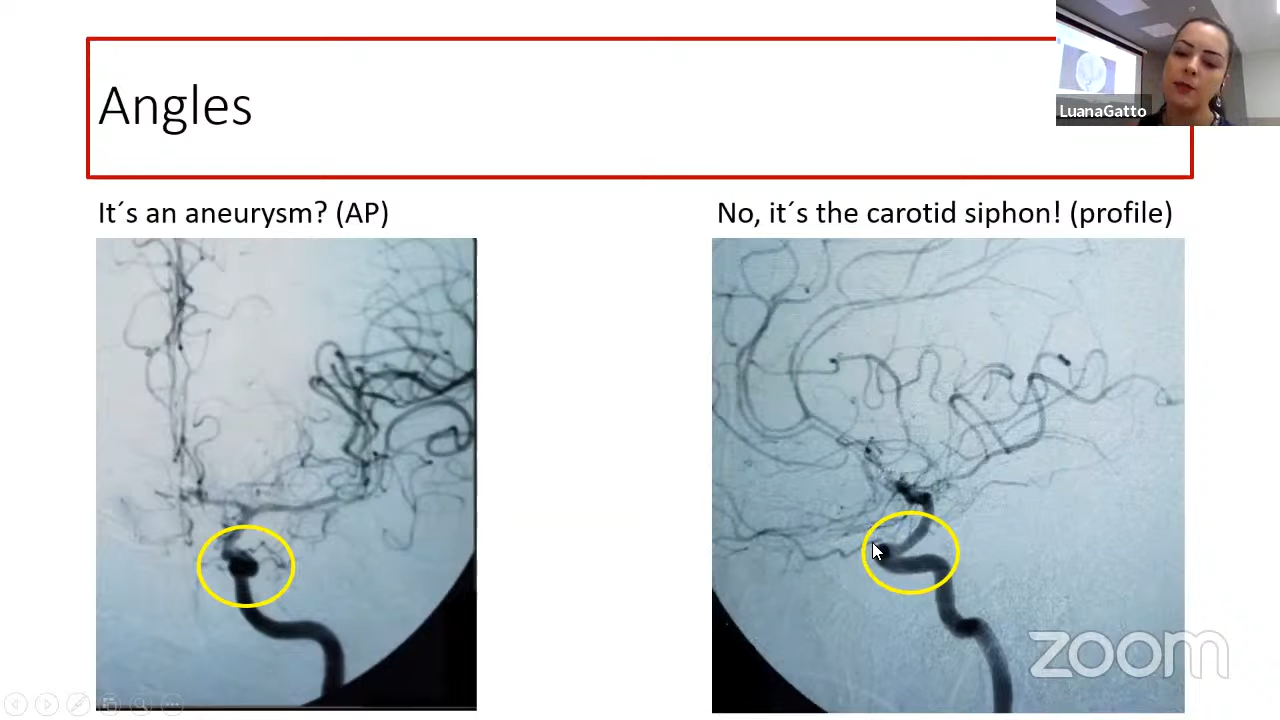 Angles
LuanaGatto
It´s an aneurysm? (AP)
No, it´s the carotid siphon! (profile)
zoom